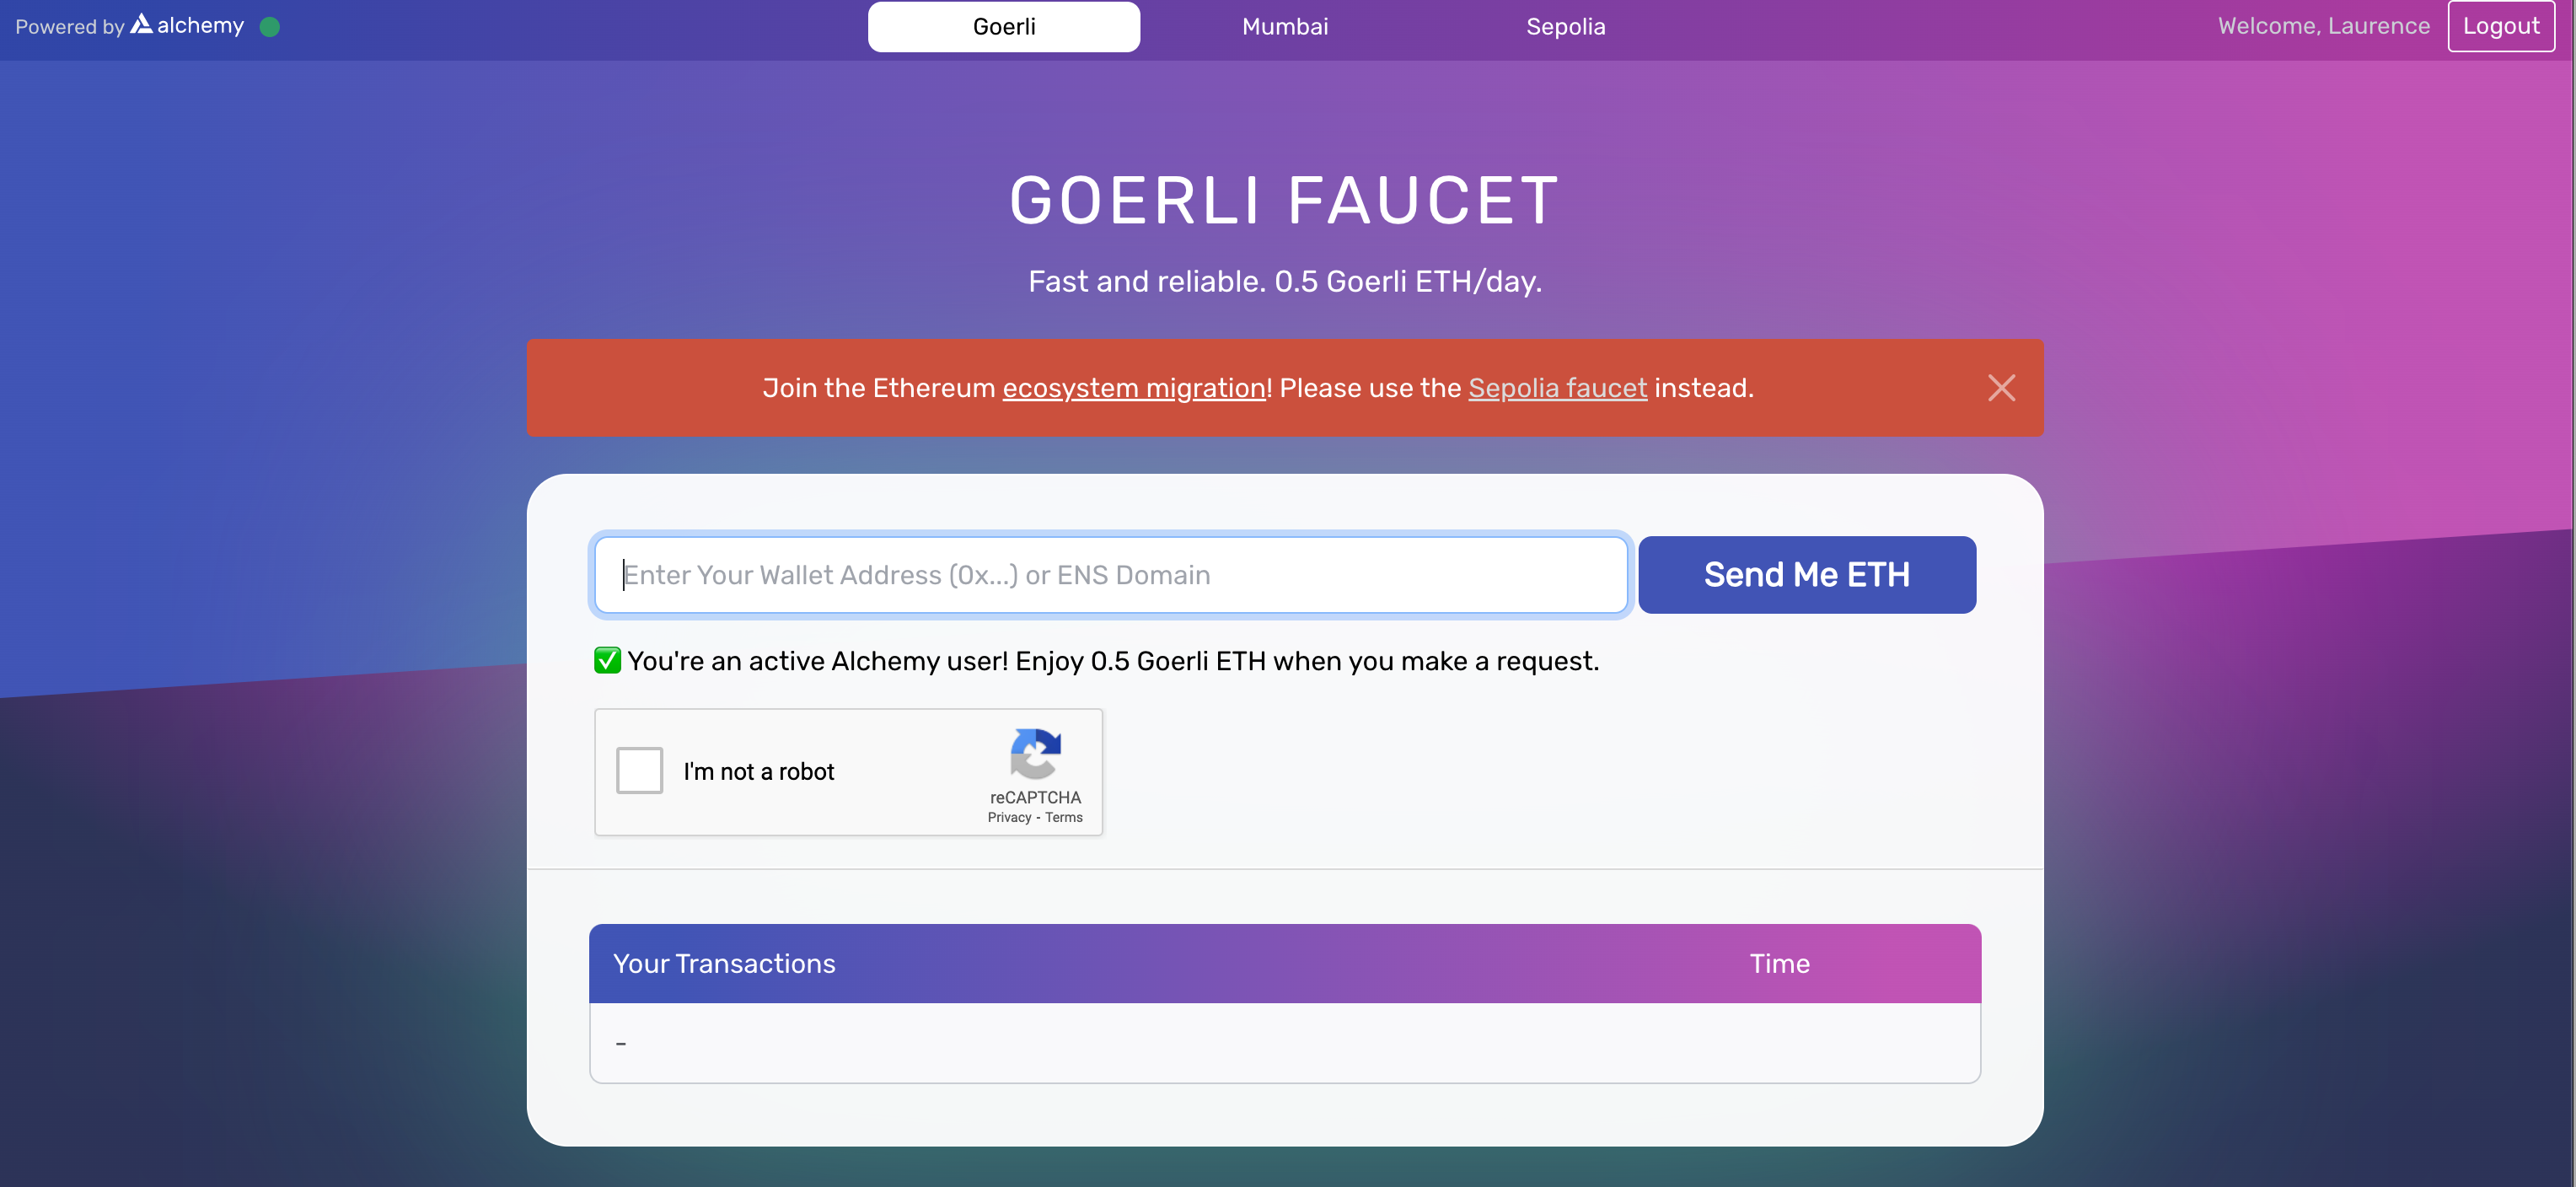 Powered by alchemy
Goerli
Mumbai
Sepolia
Welcome, Laurence
Logout
GOERLI FAUCET
Fast and reliable. 0.5 Goerli ETH/day.
Join the Ethereum ecosystem migration! Please use the Sepolia faucet instead.
Enter Your Wallet Address (0x...) or ENS Domain
Send Me ETH
✅ You're an active Alchemy user! Enjoy 0.5 Goerli ETH when you make a request.
I'm not a robot
reCAPTCHA
Privacy - Terms
Your Transactions
Time
-